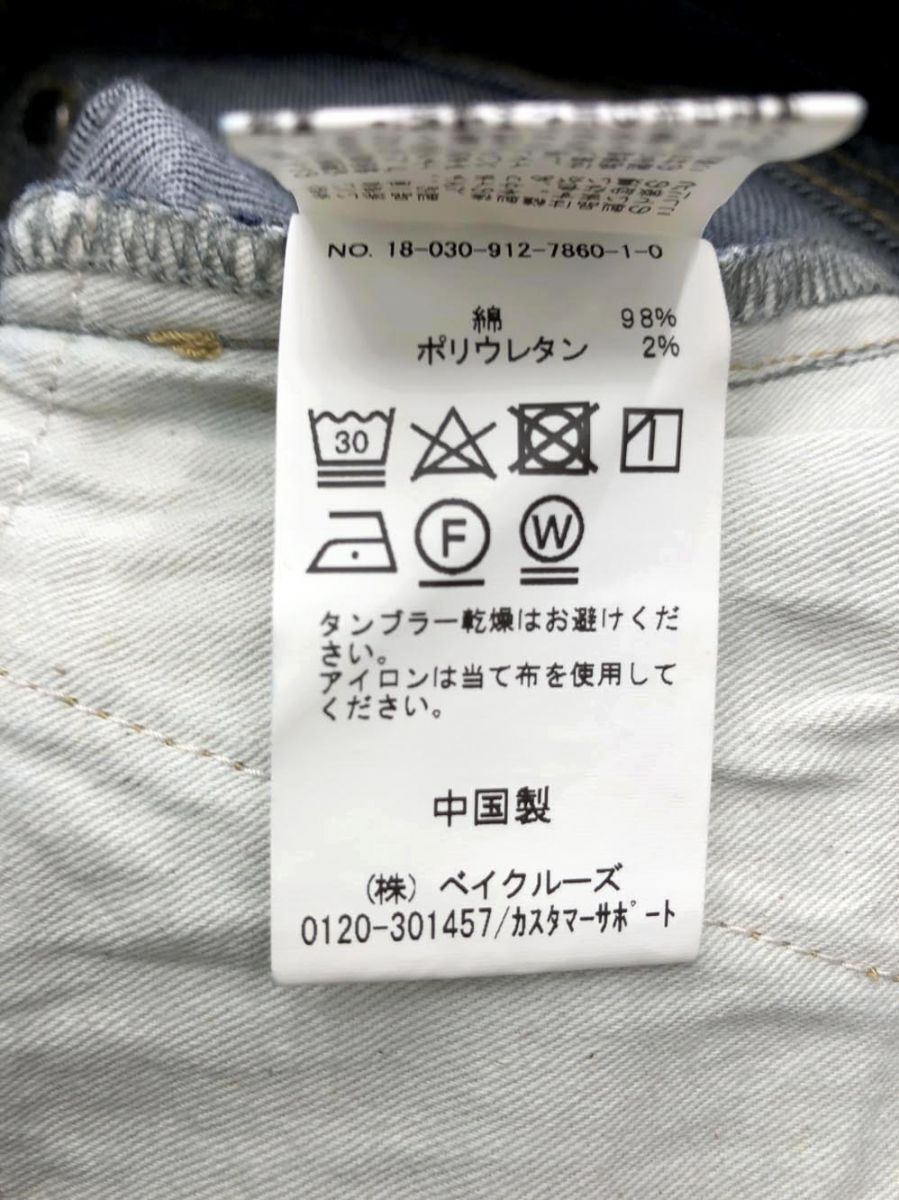 NO. 18-030-912-7860-1-0
綿 98%
ポリウレタン 2%
30
F
W
タンブラー乾燥はお避けくだ
さい。
アイロンは当て布を使用して
ください。
中国製
(株) ベイクルーズ
0120-301457/カスタマーサポート